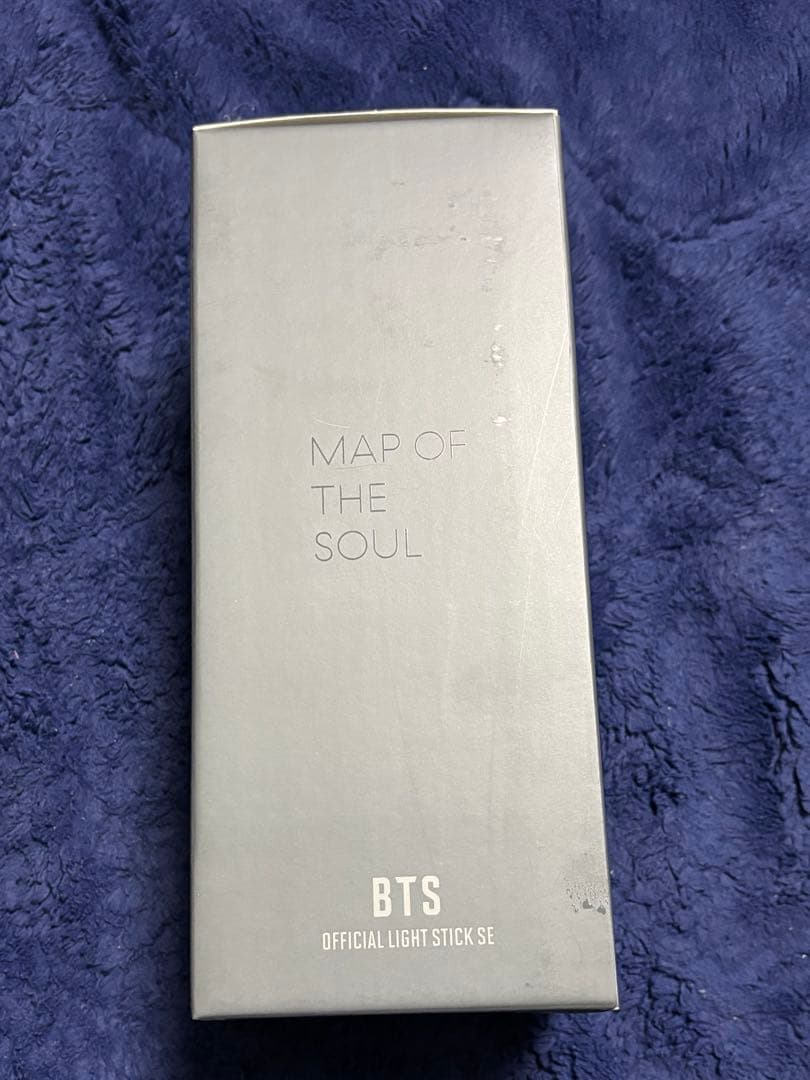 MAP OF
THE
SOUL
BTS
OFFICIAL LIGHT STICK SE